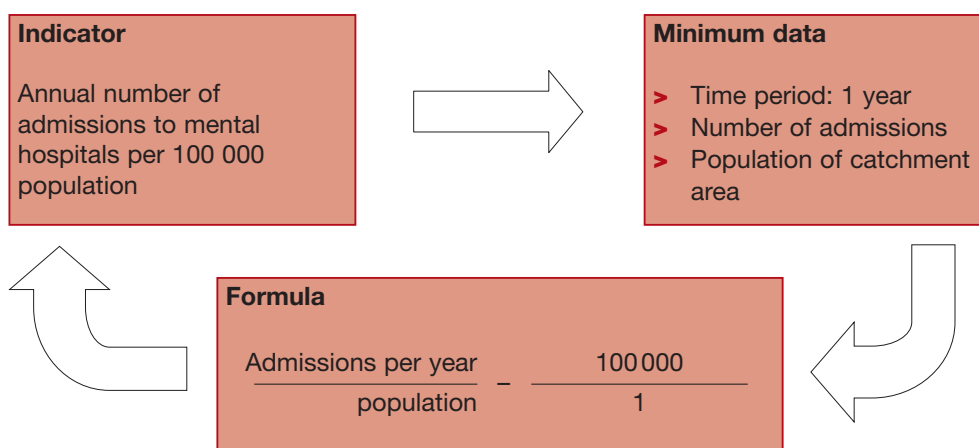 Indicator
Annual number of
admissions to mental
hospitals per 100 000
population
Minimum data
> Time period: 1 year
> Number of admissions
> Population of catchment
area
Formula
Admissions per year – 100 000
population 1